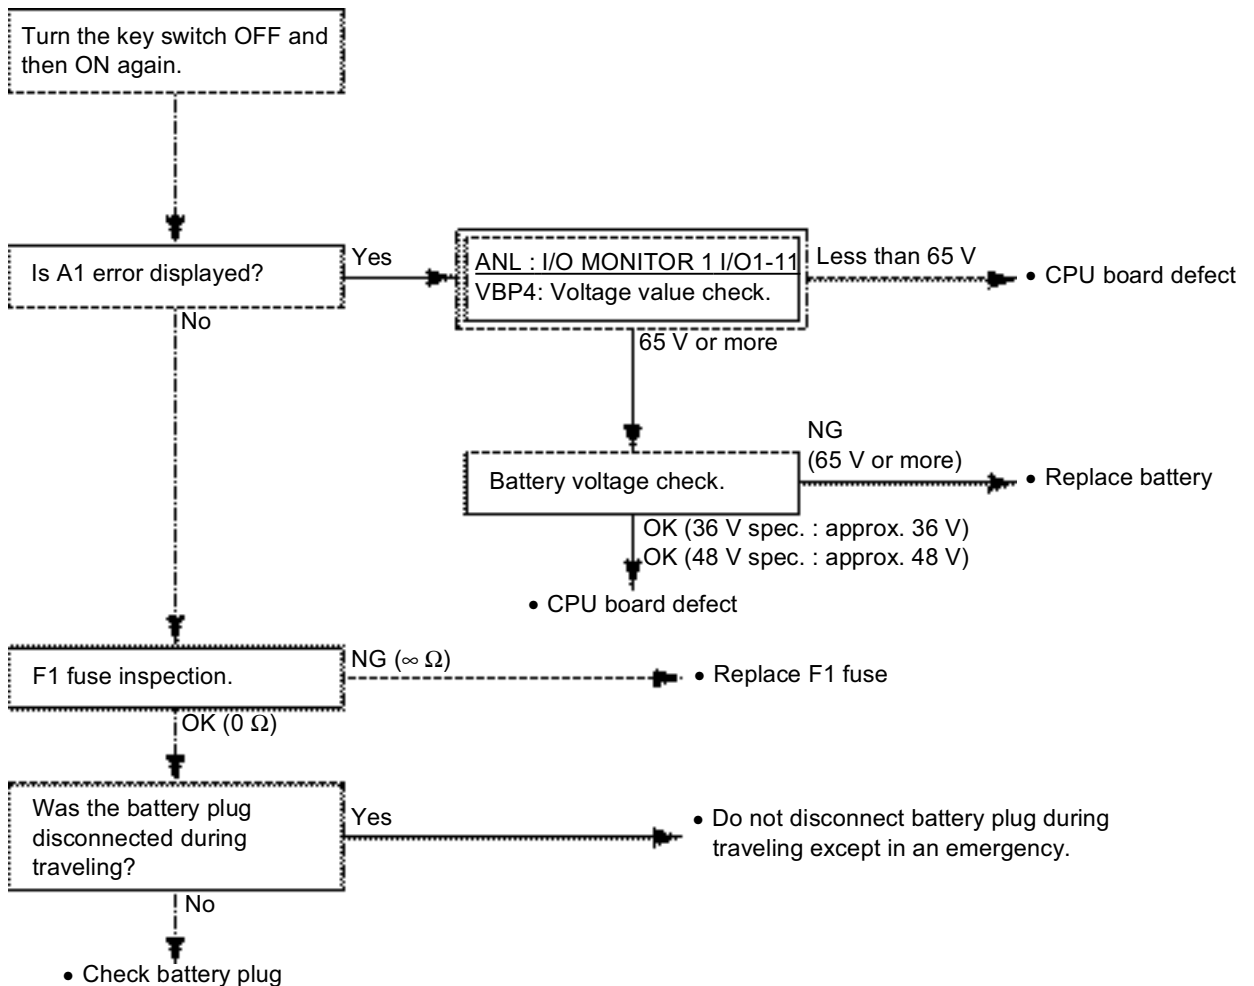 Turn the key switch OFF and
then ON again.
Is A1 error displayed?
Yes
ANL : I/O MONITOR 1 I/O1-11
VBP4: Voltage value check.
Less than 65 V
• CPU board defect
No
65 V or more
Battery voltage check.
NG
(65 V or more)
• Replace battery
OK (36 V spec. : approx. 36 V)
OK (48 V spec. : approx. 48 V)
• CPU board defect
F1 fuse inspection.
NG (∞ Ω)
• Replace F1 fuse
OK (0 Ω)
Was the battery plug
disconnected during
traveling?
Yes
• Do not disconnect battery plug during
traveling except in an emergency.
No
• Check battery plug